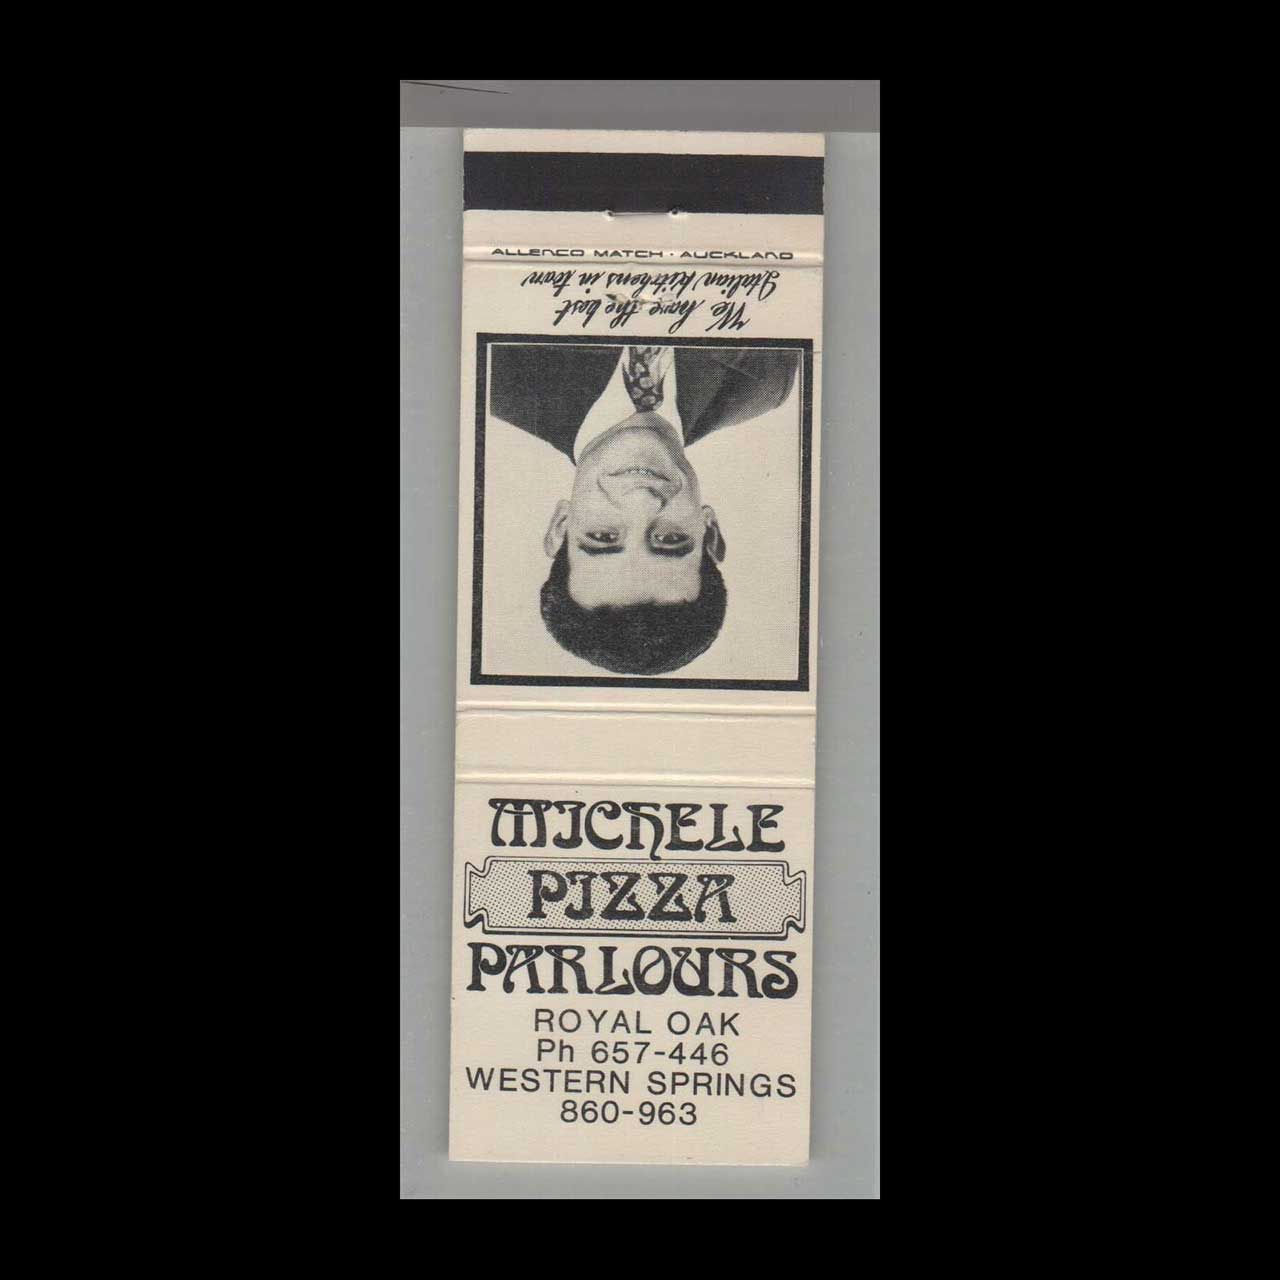 ALLENCO MATCH · AUCKLAND
We have the best
Italian kitchens in town
MICHELE
PIZZA
PARLOURS
ROYAL OAK
Ph 657-446
WESTERN SPRINGS
860-963